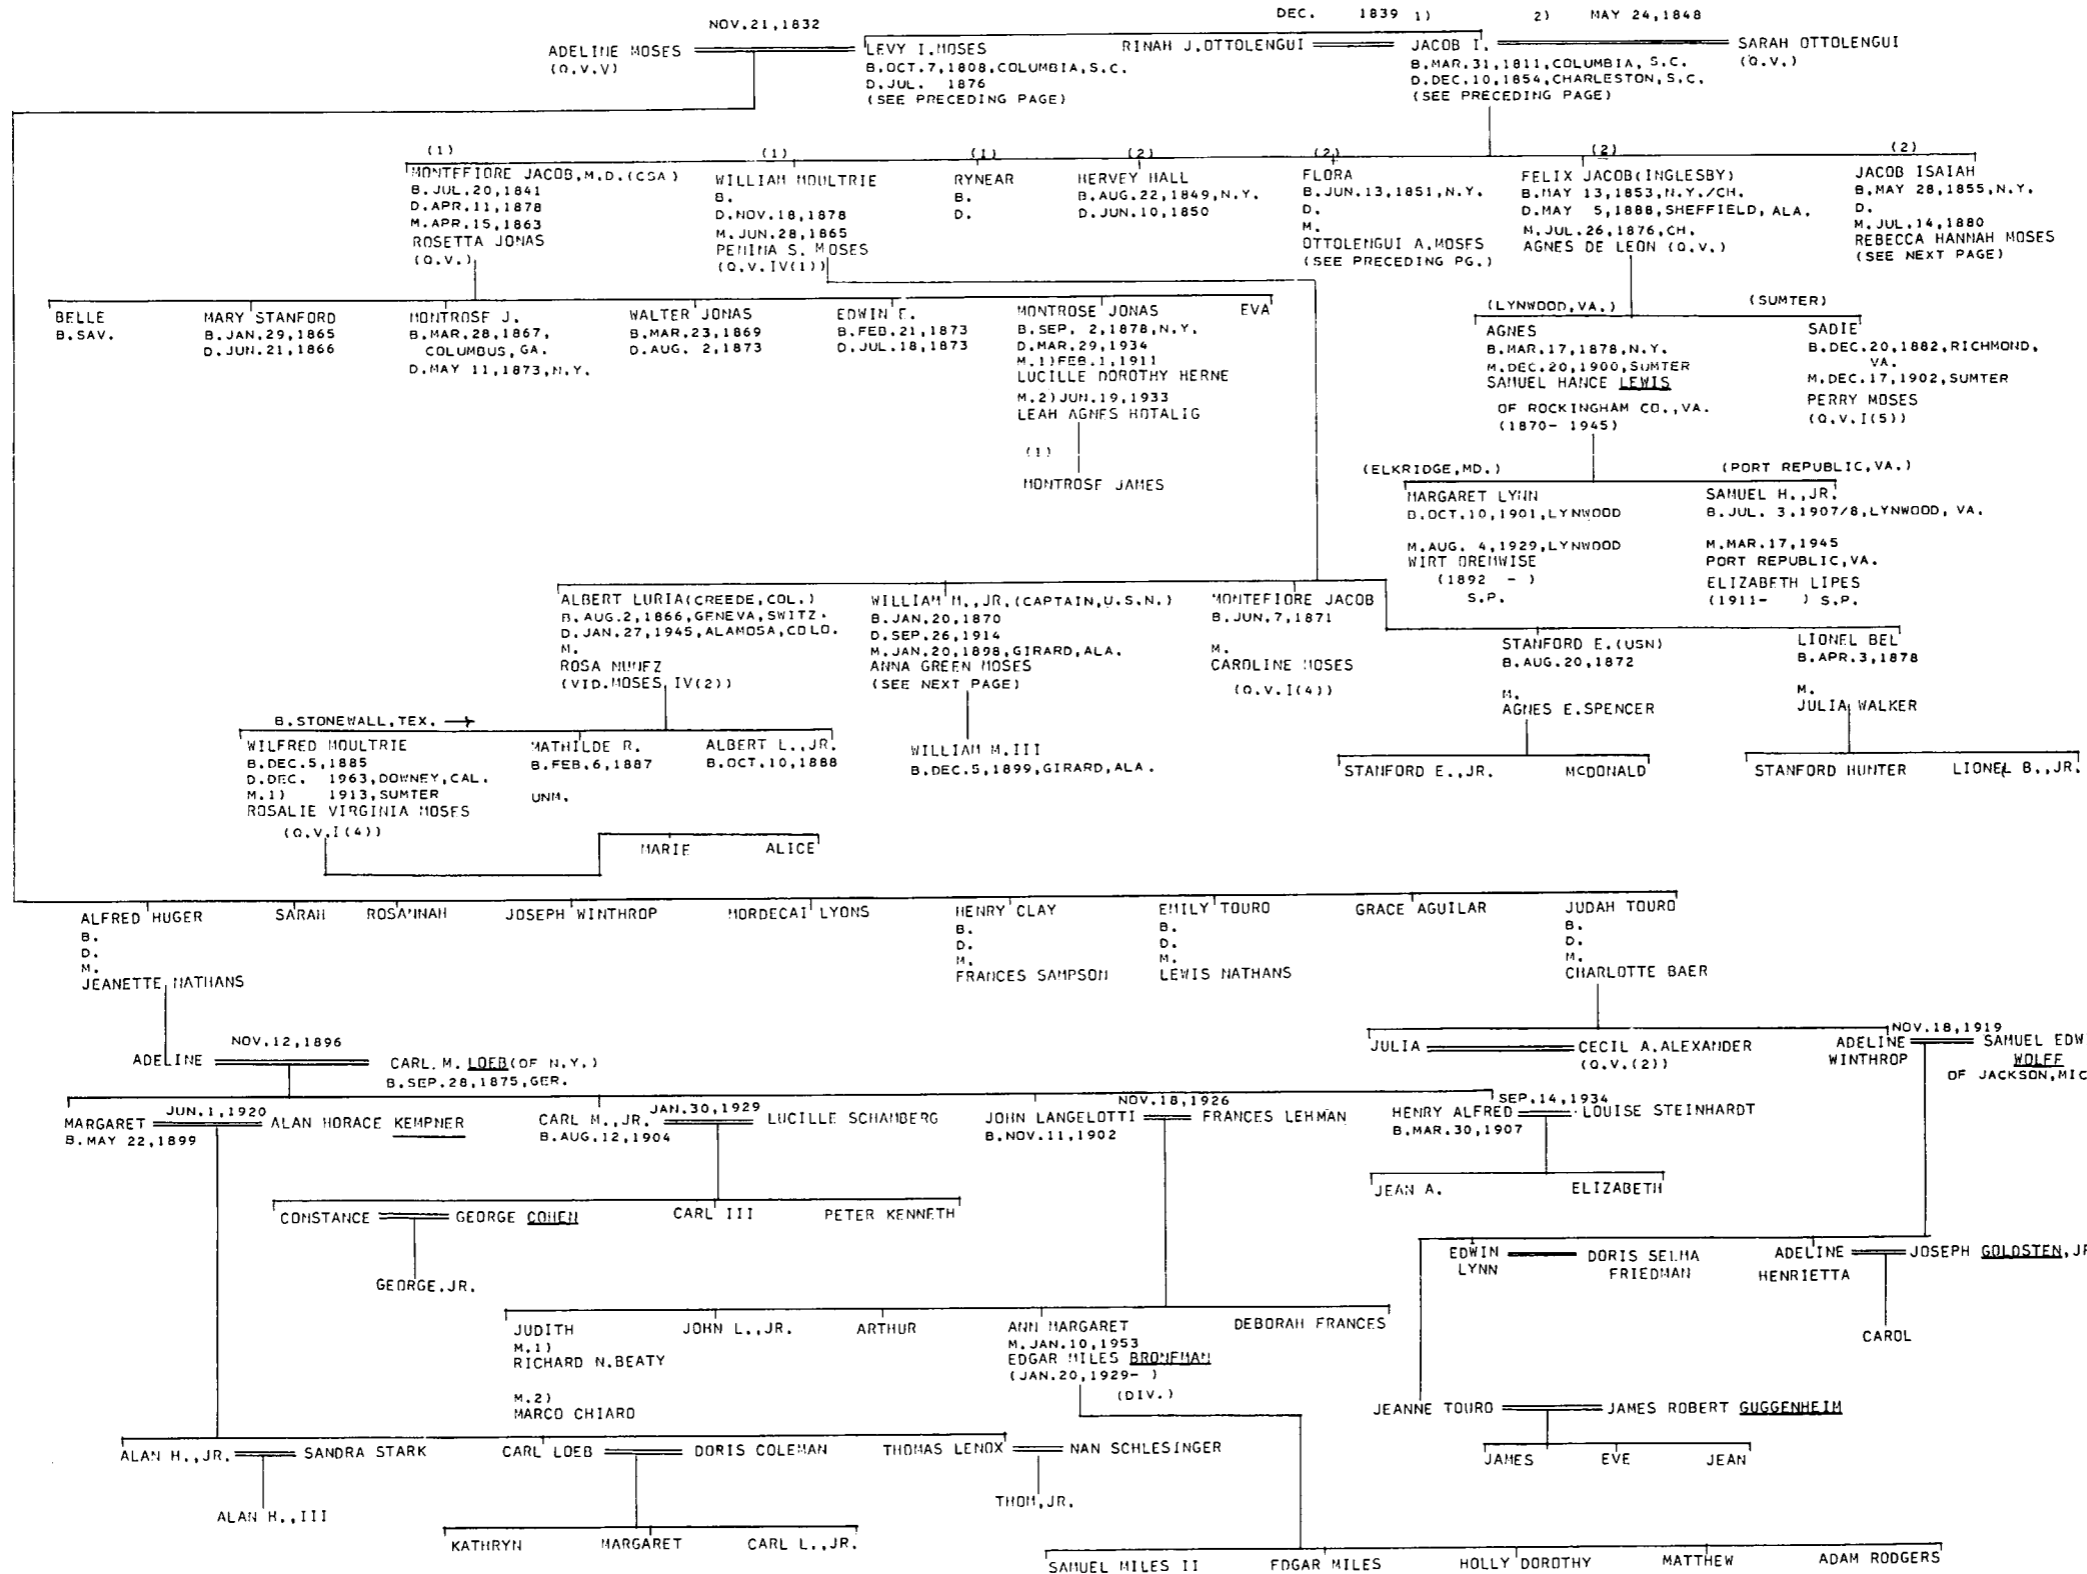 NOV.21,1832
DEC. 1839 1) 2) MAY 24,1848
ADELINE MOSES
(Q.V.V)
LEVY I.MOSES
B.OCT.7,1808,COLUMBIA,S.C.
D.JUL. 1876
(SEE PRECEDING PAGE)
RINAH J.OTTOLENGUI
JACOB I.
B.MAR.31,1811,COLUMBIA, S.C.
D.DEC.10,1854,CHARLESTON,S.C.
(SEE PRECEDING PAGE)
SARAH OTTOLENGUI
(Q.V.)
(1)
MONTEFIORE JACOB,M.D.(CSA)
B.JUL.20,1841
D.APR.11,1878
M.APR.15,1863
ROSETTA JONAS
(Q.V.)
(1)
WILLIAM MOULTRIE
B.
D.NOV.18,1878
M.JUN.28,1865
PENINA S. MOSES
(Q.V.IV(1))
(1)
RYNEAR
B.
D.
(2)
HERVEY HALL
B.AUG.22,1849,N.Y.
D.JUN.10,1850
(2)
FLORA
B.JUN.13,1851,N.Y.
D.
M.
OTTOLENGUI A.MOSES
(SEE PRECEDING PG.)
(2)
FELIX JACOB(INGLESBY)
B.MAY 13,1853,N.Y./CH.
D.MAY 5,1888,SHEFFIELD,ALA.
M.JUL.26,1876,CH.
AGNES DE LEON (Q.V.)
(2)
JACOB ISAIAH
B.MAY 28,1855,N.Y.
D.
M.JUL.14,1880
REBECCA HANNAH MOSES
(SEE NEXT PAGE)
BELLE
B.SAV.
MARY STANFORD
B.JAN.29,1865
D.JUN.21,1866
MONTROSE J.
B.MAR.28,1867,
COLUMBUS,GA.
D.MAY 11,1873,N.Y.
WALTER JONAS
B.MAR.23,1869
D.AUG. 2,1873
EDWIN E.
B.FEB.21,1873
D.JUL.18,1873
MONTROSE JONAS
B.SEP. 2,1878,N.Y.
D.MAR.29,1934
M.1)FEB.1,1911
LUCILLE DOROTHY HERNE
M.2)JUN.19,1933
LEAH AGNES HOTALIG
EVA
(1)
MONTROSE JAMES
(LYNWOOD,VA.)
AGNES
B.MAR.17,1878,N.Y.
M.DEC.20,1900,SUMTER
SAMUEL HANCE LEWIS
OF ROCKINGHAM CO.,VA.
(1870- 1945)
(SUMTER)
SADIE
B.DEC.20,1882,RICHMOND,
VA.
M.DEC.17,1902,SUMTER
PERRY MOSES
(Q.V.I(5))
(ELKRIDGE,MD.)
MARGARET LYNN
B.OCT.10,1901,LYNWOOD
M.AUG. 4,1929,LYNWOOD
WIRT DREMWISE
(1892 - )
S.P.
(PORT REPUBLIC,VA.)
SAMUEL H.,JR.
B.JUL. 3,1907/8,LYNWOOD, VA.
M.MAR.17,1945
PORT REPUBLIC,VA.
ELIZABETH LIPES
(1911- ) S.P.
ALBERT LURIA(CREEDE,COL.)
B.AUG.2,1866,GENEVA,SWITZ.
D.JAN.27,1945,ALAMOSA,COLO.
M.
ROSA NUNEZ
(VID.MOSES IV(2))
WILLIAM M.,JR.(CAPTAIN,U.S.N.)
B.JAN.20,1870
D.SEP.26,1914
M.JAN.20,1898,GIRARD,ALA.
ANNA GREEN MOSES
(SEE NEXT PAGE)
MONTEFIORE JACOB
B.JUN.7,1871
M.
CAROLINE MOSES
(Q.V.I(4))
STANFORD E.(USN)
B.AUG.20,1872
M.
AGNES E.SPENCER
LIONEL BEL
B.APR.3,1878
M.
JULIA WALKER
B.STONEWALL,TEX. →
WILFRED MOULTRIE
B.DEC.5,1885
D.DEC. 1963,DOWNEY,CAL.
M.1) 1913,SUMTER
ROSALIE VIRGINIA MOSES
(Q.V.I(4))
MATHILDE R.
B.FEB.6,1887
UNM.
ALBERT L.,JR.
B.OCT.10,1888
WILLIAM M.III
B.DEC.5,1899,GIRARD,ALA.
STANFORD E.,JR.
MCDONALD
STANFORD HUNTER
LIONEL B.,JR.
MARIE
ALICE
ALFRED HUGER
B.
D.
M.
JEANETTE NATHANS
SARAH
ROSANNAH
JOSEPH WINTHROP
MORDECAI LYONS
HENRY CLAY
B.
D.
M.
FRANCES SAMPSON
EMILY TOURO
B.
D.
M.
LEWIS NATHANS
GRACE AGUILAR
JUDAH TOURO
B.
D.
M.
CHARLOTTE BAER
NOV.12,1896
ADELINE
CARL. M. LOEB(OF N.Y.)
B.SEP.28,1875,GER.
JULIA
CECIL A.ALEXANDER
(Q.V.(2))
NOV.18,1919
ADELINE
WINTHROP
SAMUEL EDW
WOLFF
OF JACKSON,MIC
JUN.1,1920
MARGARET
B.MAY 22,1899
ALAN HORACE KEMPNER
JAN.30,1929
CARL M.,JR.
B.AUG.12,1904
LUCILLE SCHAMBERG
NOV.18,1926
JOHN LANGELOTTI
B.NOV.11,1902
FRANCES LEHMAN
SEP.14,1934
HENRY ALFRED
B.MAR.30,1907
LOUISE STEINHARDT
JEAN A.
ELIZABETH
CONSTANCE
GEORGE COHEN
CARL III
PETER KENNETH
GEORGE,JR.
EDWIN
LYNN
DORIS SELMA
FRIEDMAN
ADELINE
HENRIETTA
JOSEPH GOLDSTEN,JR
CAROL
JUDITH
M.1)
RICHARD N.BEATY
M.2)
MARCO CHIARO
JOHN L.,JR.
ARTHUR
ANN MARGARET
M.JAN.10,1953
EDGAR MILES BRONFMAN
(JAN.20,1929- )
(DIV.)
DEBORAH FRANCES
JEANNE TOURO
JAMES ROBERT GUGGENHEIM
JAMES
EVE
JEAN
ALAN H.,JR.
SANDRA STARK
CARL LOEB
DORIS COLEMAN
THOMAS LENOX
NAN SCHLESINGER
ALAN H.,III
THOM,JR.
KATHRYN
MARGARET
CARL L.,JR.
SAMUEL MILES II
EDGAR MILES
HOLLY DOROTHY
MATTHEW
ADAM RODGERS